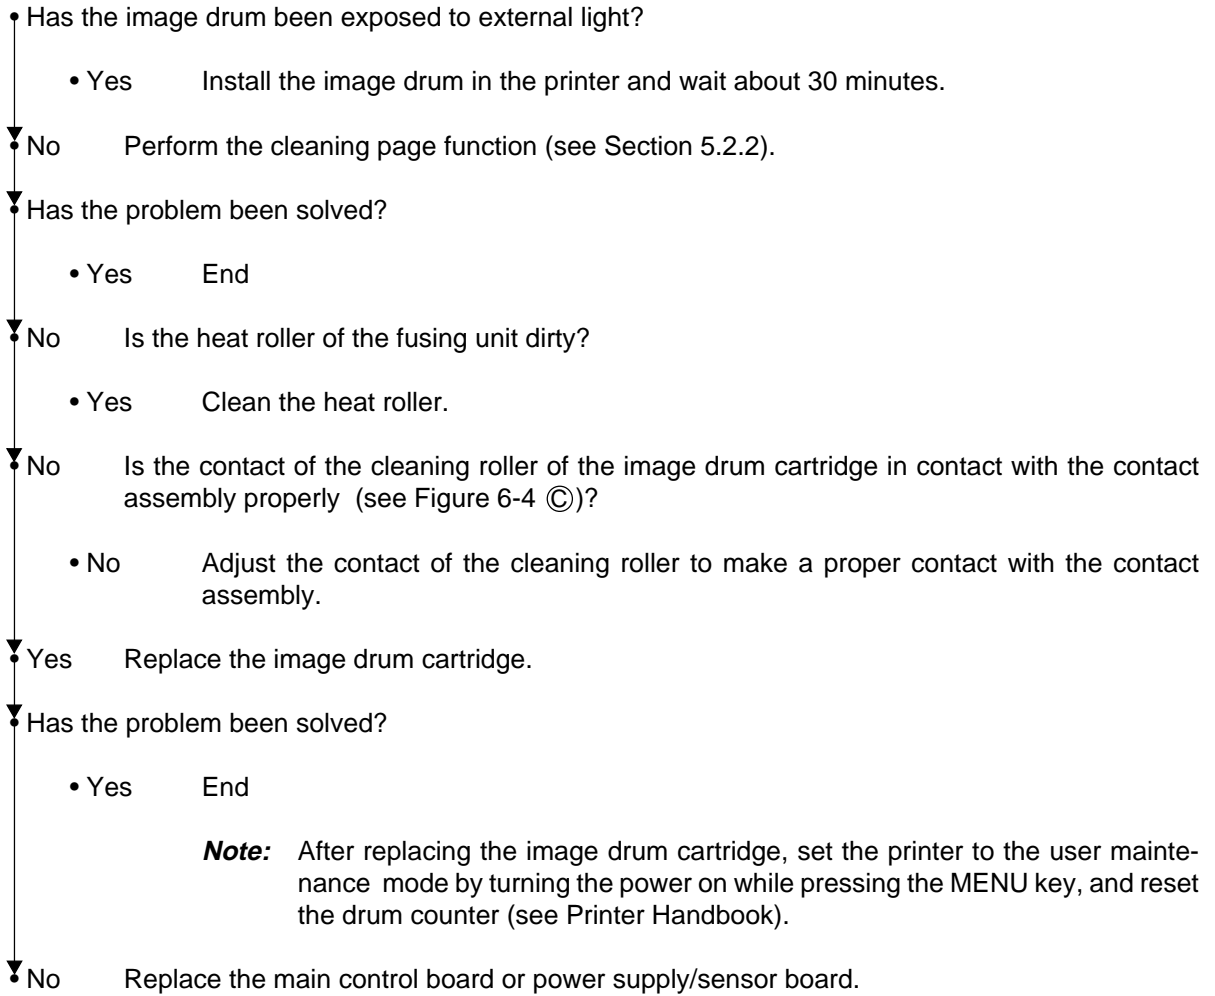 • Has the image drum been exposed to external light?
• Yes Install the image drum in the printer and wait about 30 minutes.
• No Perform the cleaning page function (see Section 5.2.2).
• Has the problem been solved?
• Yes End
• No Is the heat roller of the fusing unit dirty?
• Yes Clean the heat roller.
• No Is the contact of the cleaning roller of the image drum cartridge in contact with the contact
assembly properly (see Figure 6-4 Ⓒ)?
• No Adjust the contact of the cleaning roller to make a proper contact with the contact
assembly.
• Yes Replace the image drum cartridge.
• Has the problem been solved?
• Yes End
Note: After replacing the image drum cartridge, set the printer to the user mainte-
nance mode by turning the power on while pressing the MENU key, and reset
the drum counter (see Printer Handbook).
• No Replace the main control board or power supply/sensor board.